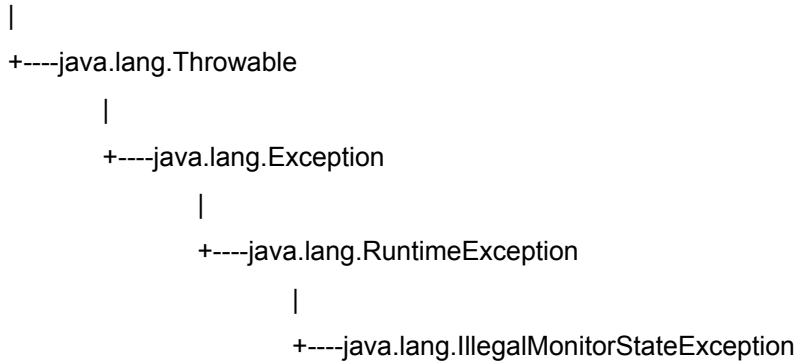 |
+----java.lang.Throwable
|
+----java.lang.Exception
|
+----java.lang.RuntimeException
|
+----java.lang.IllegalMonitorStateException